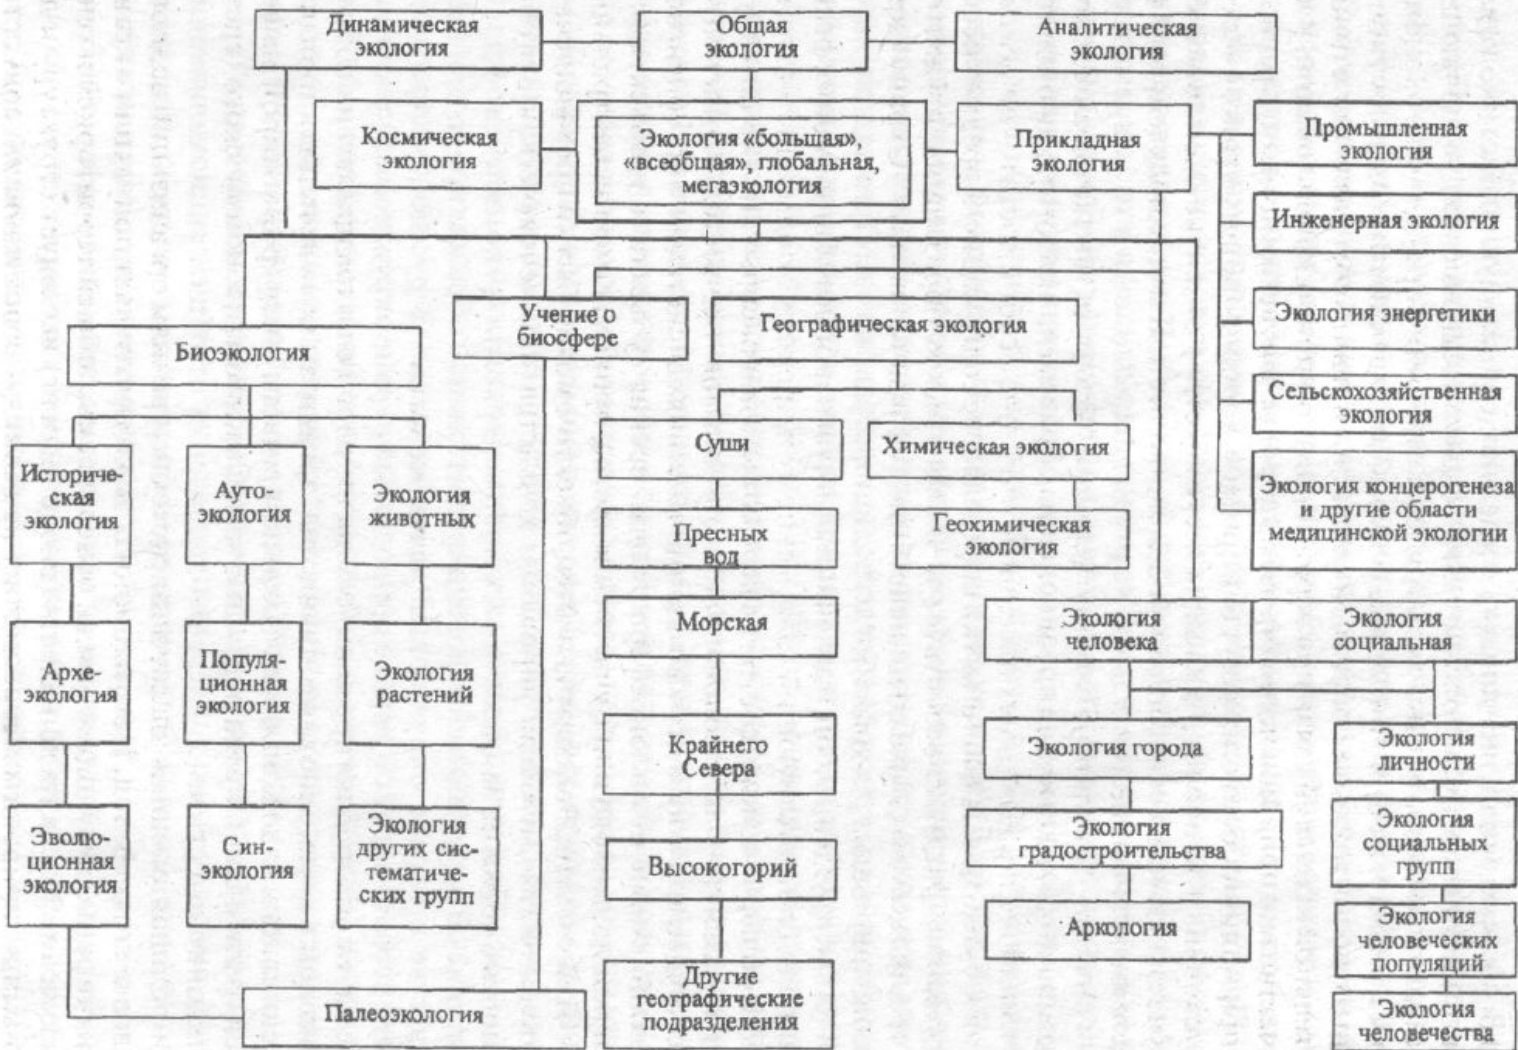 Динамическая
экология
Общая
экология
Аналитическая
экология
Космическая
экология
Экология «большая»,
«всеобщая», глобальная,
мегаэкология
Прикладная
экология
Промышленная
экология
Инженерная экология
Экология энергетики
Сельскохозяйственная
экология
Экология концерогенеза
и другие области
медицинской экологии
Биоэкология
Учение о
биосфере
Географическая экология
Историче-
ская
экология
Ауто-
экология
Экология
животных
Архе-
экология
Популя-
ционная
экология
Экология
растений
Эволю-
ционная
экология
Син-
экология
Экология
других сис-
тематиче-
ских групп
Палеоэкология
Суши
Пресных
вод
Морская
Крайнего
Севера
Высокогорий
Другие
географические
подразделения
Химическая экология
Геохимическая
экология
Экология
человека
Экология
социальная
Экология города
Экология
градостроительства
Аркология
Экология
личности
Экология
социальных
групп
Экология
человеческих
популяций
Экология
человечества